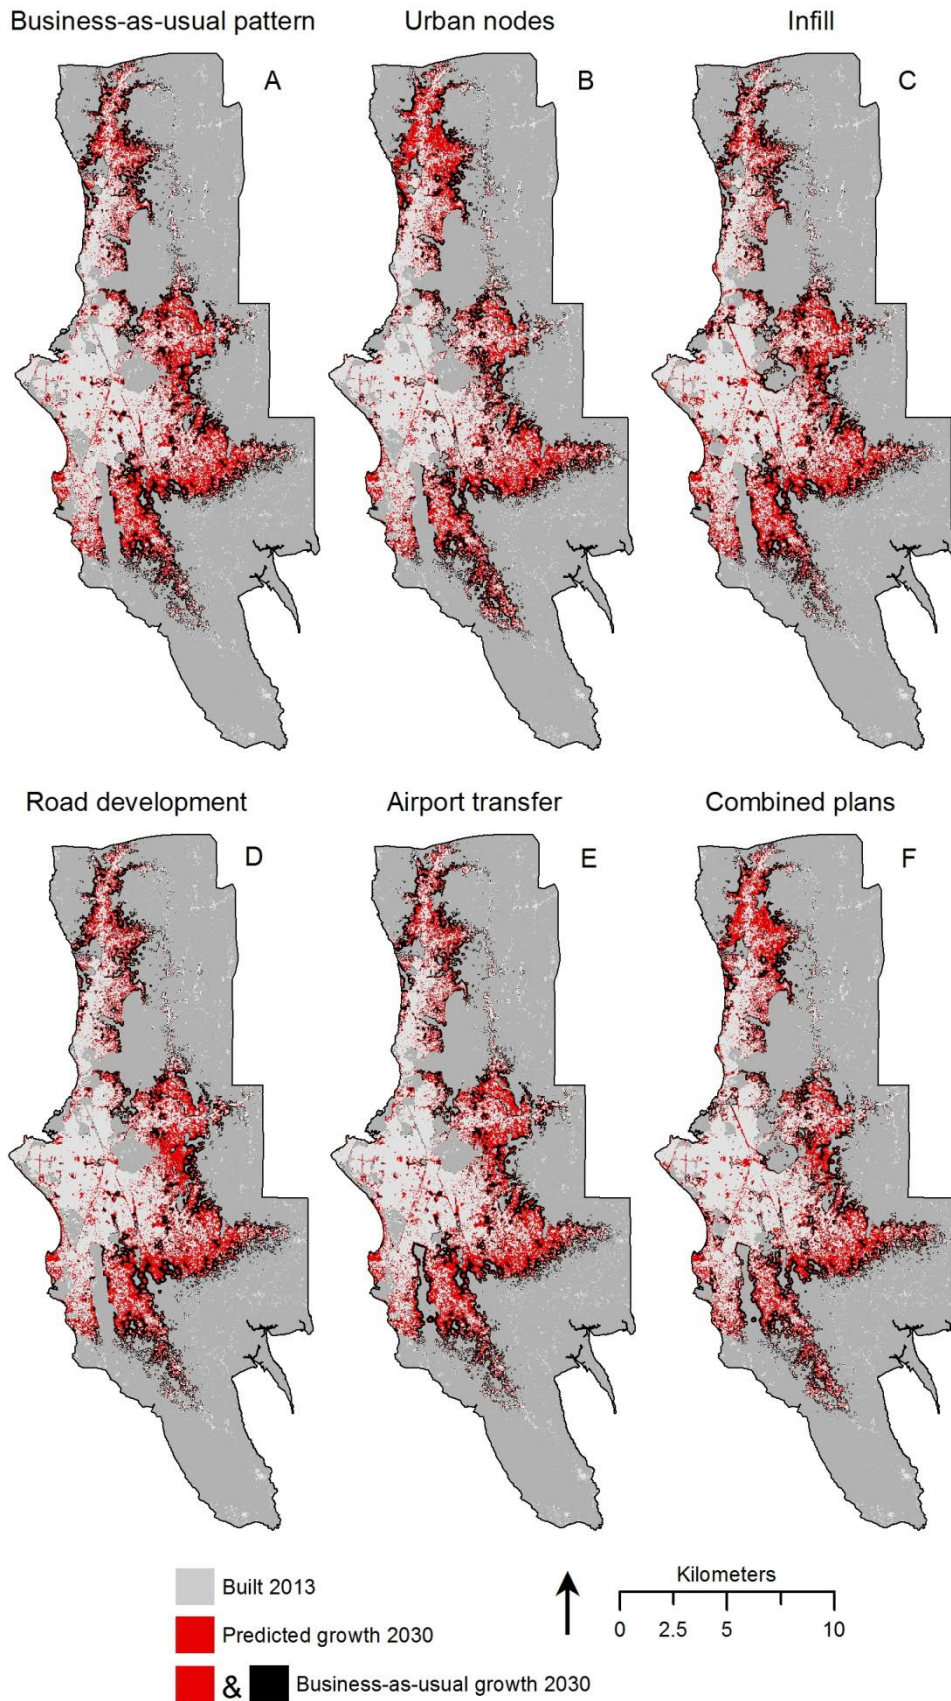 Business-as-usual pattern
Urban nodes
Infill
A
B
C
Road development
Airport transfer
Combined plans
D
E
F
Built 2013
Predicted growth 2030
& Business-as-usual growth 2030
Kilometers
0 2.5 5 10